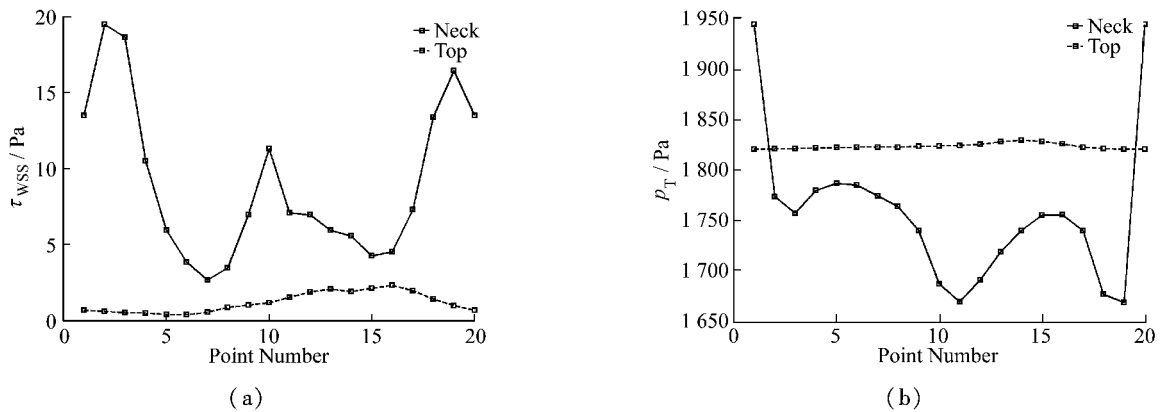 20
15
10
5
0
τ_WSS / Pa
Neck
Top
0 5 10 15 20
Point Number
(a)
1 950
1 900
1 850
1 800
1 750
1 700
1 650
p_T / Pa
Neck
Top
0 5 10 15 20
Point Number
(b)